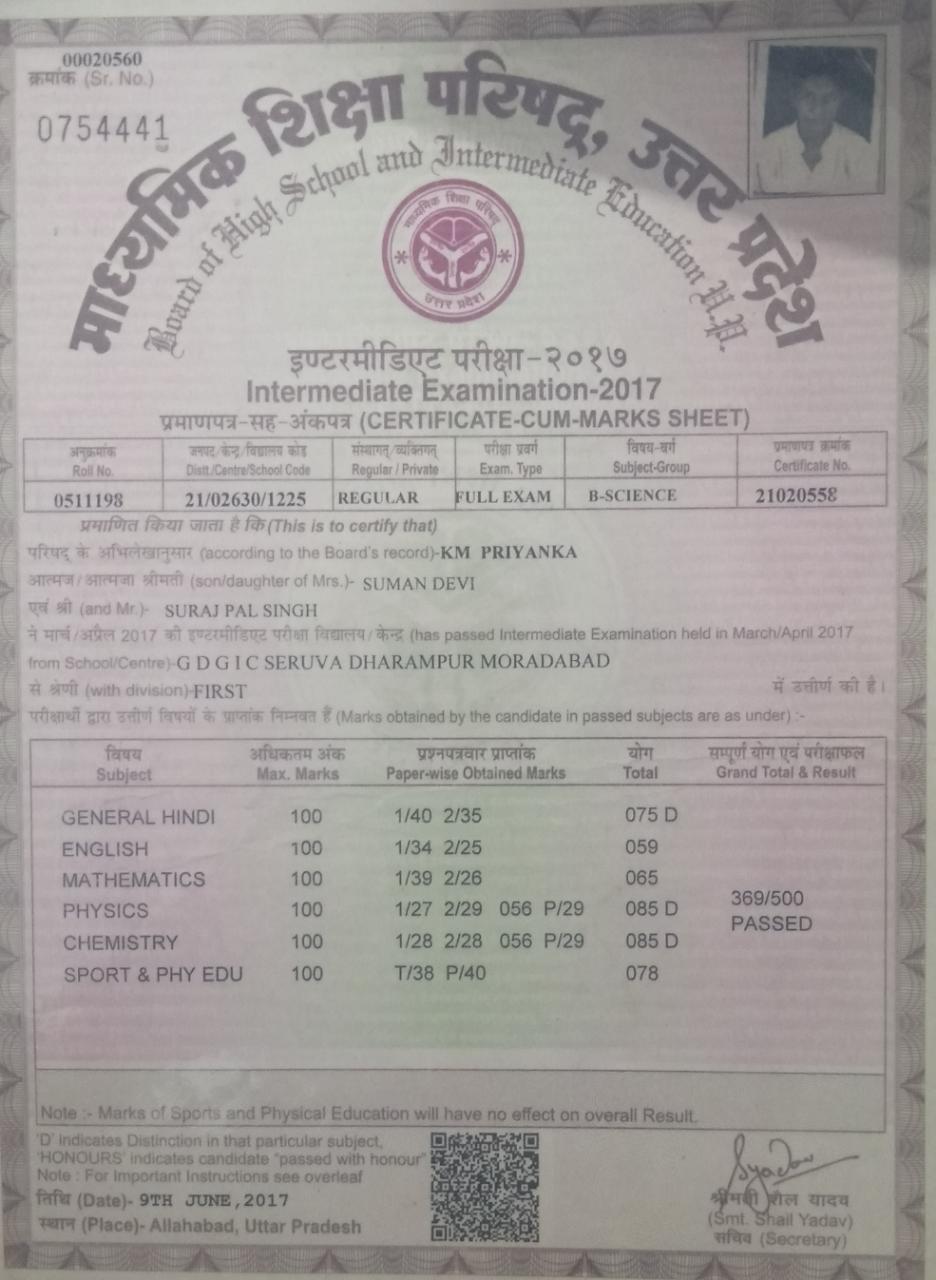 00020560
क्रमांक (Sr. No.)
0754441
माध्यमिक शिक्षा परिषद्, उत्तर प्रदेश
Board of High School and Intermediate Education U.P.
माध्यमिक शिक्षा परिषद्
उत्तर प्रदेश
इण्टरमीडिएट परीक्षा-२०१७
Intermediate Examination-2017
प्रमाणपत्र-सह-अंकपत्र (CERTIFICATE-CUM-MARKS SHEET)
अनुक्रमांक जनपद/केन्द्र/विद्यालय कोड संस्थागत्/व्यक्तिगत् परीक्षा प्रवर्ग विषय-वर्ग प्रमाणपत्र क्रमांक
Roll No. Distt./Centre/School Code Regular / Private Exam. Type Subject-Group Certificate No.
0511198 21/02630/1225 REGULAR FULL EXAM B-SCIENCE 21020558
प्रमाणित किया जाता है कि (This is to certify that)
परिषद् के अभिलेखानुसार (according to the Board's record)-KM PRIYANKA
आत्मज/आत्मजा श्रीमती (son/daughter of Mrs.)- SUMAN DEVI
एवं श्री (and Mr.)- SURAJ PAL SINGH
ने मार्च/अप्रैल 2017 की इण्टरमीडिएट परीक्षा विद्यालय/केन्द्र (has passed Intermediate Examination held in March/April 2017
from School/Centre)-G D G I C SERUVA DHARAMPUR MORADABAD
से श्रेणी (with division)-FIRST में उत्तीर्ण की है।
परीक्षार्थी द्वारा उत्तीर्ण विषयों के प्राप्तांक निम्नवत हैं (Marks obtained by the candidate in passed subjects are as under) :-
विषय अधिकतम अंक प्रश्नपत्रवार प्राप्तांक योग सम्पूर्ण योग एवं परीक्षाफल
Subject Max. Marks Paper-wise Obtained Marks Total Grand Total & Result
GENERAL HINDI 100 1/40 2/35 075 D
ENGLISH 100 1/34 2/25 059
MATHEMATICS 100 1/39 2/26 065
369/500
PHYSICS 100 1/27 2/29 056 P/29 085 D
PASSED
CHEMISTRY 100 1/28 2/28 056 P/29 085 D
SPORT & PHY EDU 100 T/38 P/40 078
Note :- Marks of Sports and Physical Education will have no effect on overall Result.
'D' indicates Distinction in that particular subject,
'HONOURS' indicates candidate "passed with honour"
Note : For Important Instructions see overleaf
तिथि (Date)- 9TH JUNE,2017
स्थान (Place)- Allahabad, Uttar Pradesh
Syadav
श्रीमती शैल यादव
(Smt. Shail Yadav)
सचिव (Secretary)